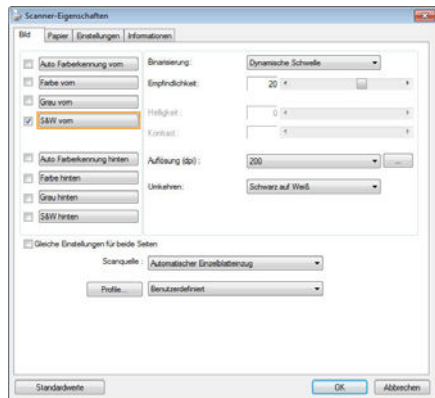 Scanner-Eigenschaften
Bild Papier Einstellungen Informationen
Auto Farberkennung vorn
Farbe vorn
Grau vorn
S&W vorn
Auto Farberkennung hinten
Farbe hinten
Grau hinten
S&W hinten
Binarisierung: Dynamische Schwelle
Empfindlichkeit: 20
Helligkeit: 0
Kontrast:
Auflösung (dpi) : 200 ...
Umkehren: Schwarz auf Weiß
Gleiche Einstellungen für beide Seiten
Scanquelle : Automatischer Einzelblatteinzug
Profile... Benutzerdefiniert
Standardwerte OK Abbrechen